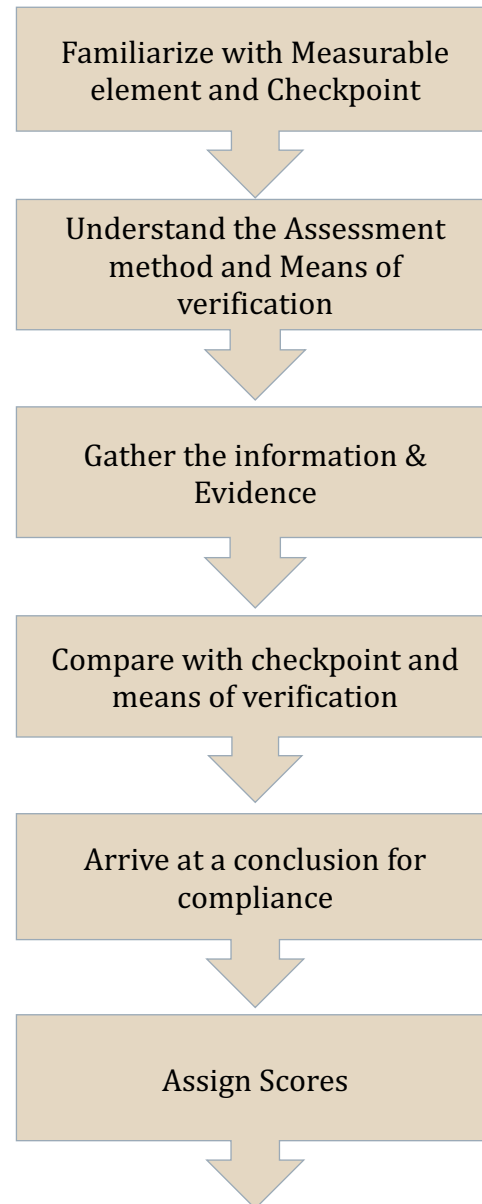 Familiarize with Measurable
element and Checkpoint
Understand the Assessment
method and Means of
verification
Gather the information &
Evidence
Compare with checkpoint and
means of verification
Arrive at a conclusion for
compliance
Assign Scores